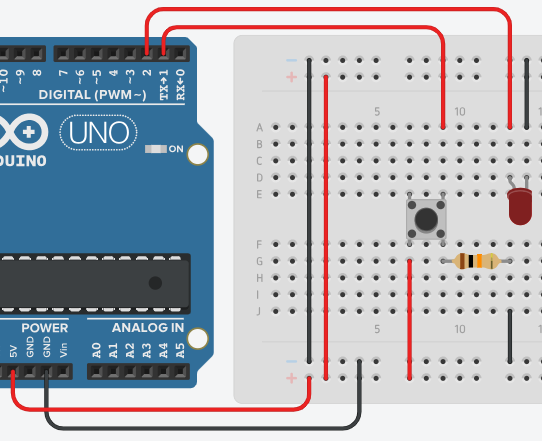 ~10
~9
8
7
~6
~5
4
~3
2
TX→1
RX←0
DIGITAL (PWM ~)
UNO
ON
DUINO
POWER
ANALOG IN
5V
GND
GND
Vin
A0
A1
A2
A3
A4
A5
− −
+ +
5 10
A
B
C
D
E
F
G
H
I
J
5 10
−
+